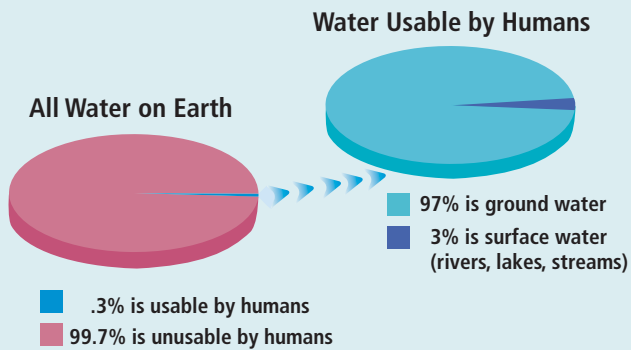 Water Usable by Humans
All Water on Earth
97% is ground water
3% is surface water
(rivers, lakes, streams)
.3% is usable by humans
99.7% is unusable by humans